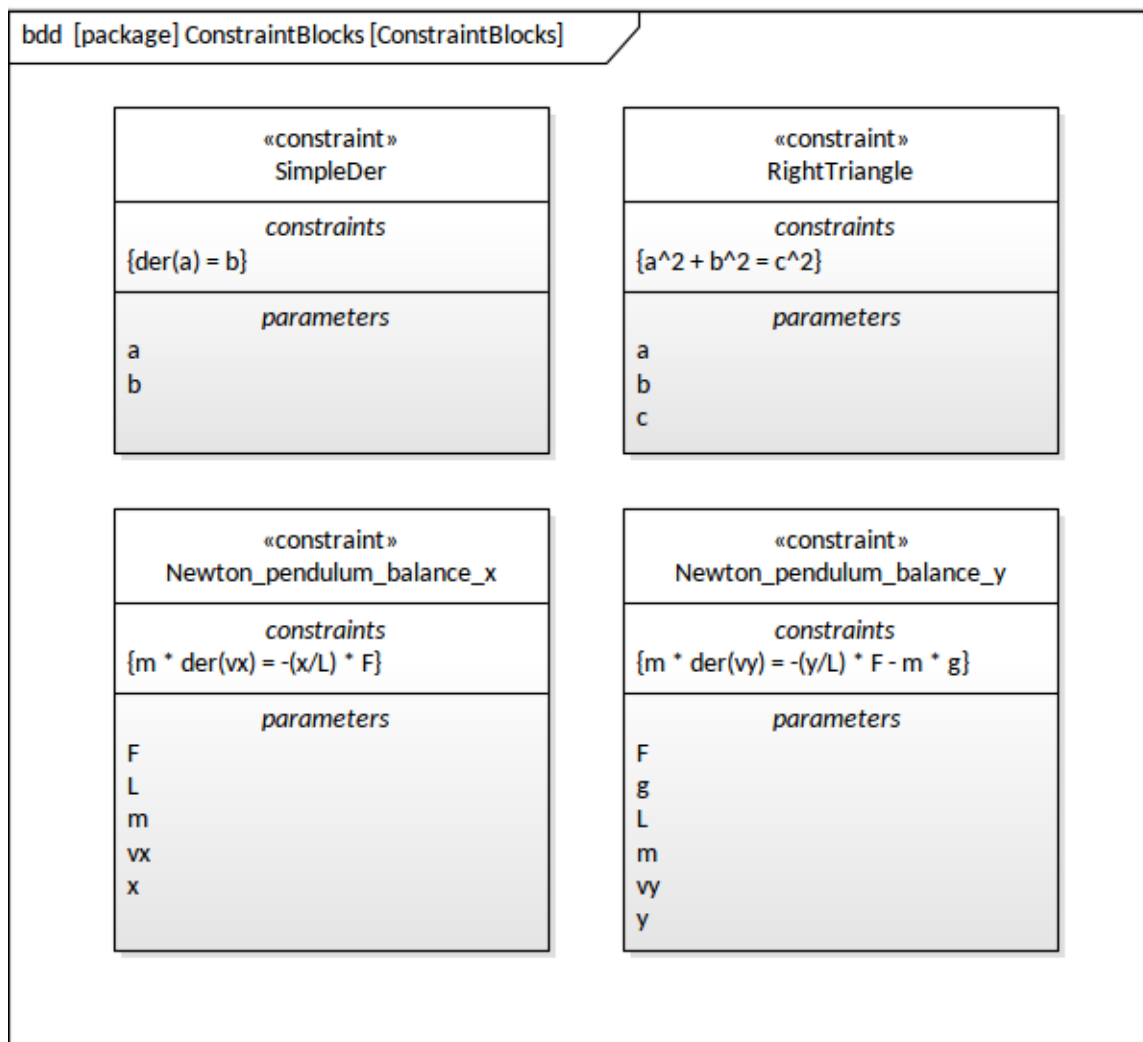 bdd [package] ConstraintBlocks [ConstraintBlocks]
«constraint»
SimpleDer
constraints
{der(a) = b}
parameters
a
b
«constraint»
RightTriangle
constraints
{a^2 + b^2 = c^2}
parameters
a
b
c
«constraint»
Newton_pendulum_balance_x
constraints
{m * der(vx) = -(x/L) * F}
parameters
F
L
m
vx
x
«constraint»
Newton_pendulum_balance_y
constraints
{m * der(vy) = -(y/L) * F - m * g}
parameters
F
g
L
m
vy
y